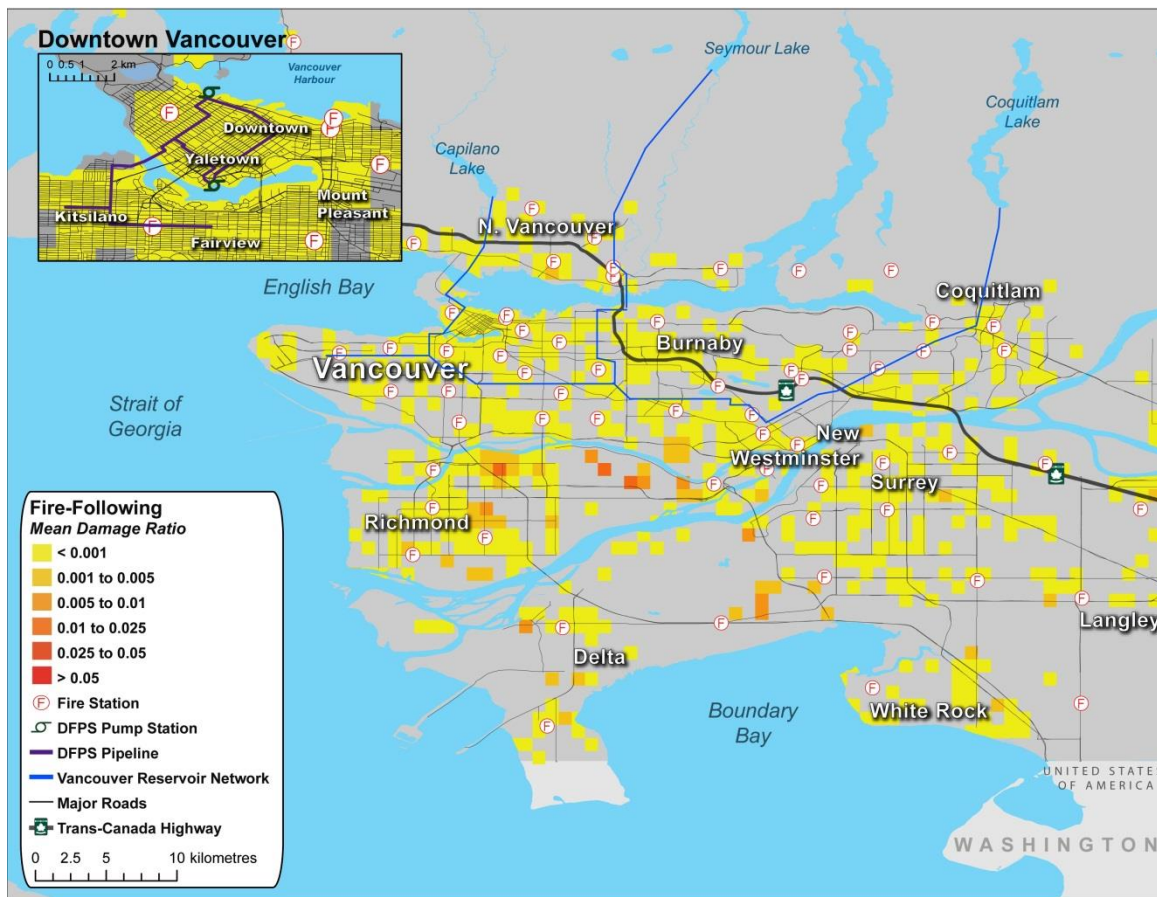 Downtown Vancouver
0 0.5 1 2 km
Vancouver
Harbour
Downtown
Yaletown
Mount
Pleasant
Kitsilano
Fairview
F
F
F
F
F
F
F
Seymour Lake
Coquitlam
Lake
Capilano
Lake
N. Vancouver
English Bay
Coquitlam
Burnaby
Vancouver
Strait of
Georgia
New
Westminster
Surrey
Richmond
Langley
Delta
White Rock
Boundary
Bay
UNITED STATES
OF AMERICA
WASHINGTON
Fire-Following
Mean Damage Ratio
< 0.001
0.001 to 0.005
0.005 to 0.01
0.01 to 0.025
0.025 to 0.05
> 0.05
F Fire Station
DFPS Pump Station
DFPS Pipeline
Vancouver Reservoir Network
Major Roads
Trans-Canada Highway
0 2.5 5 10 kilometres